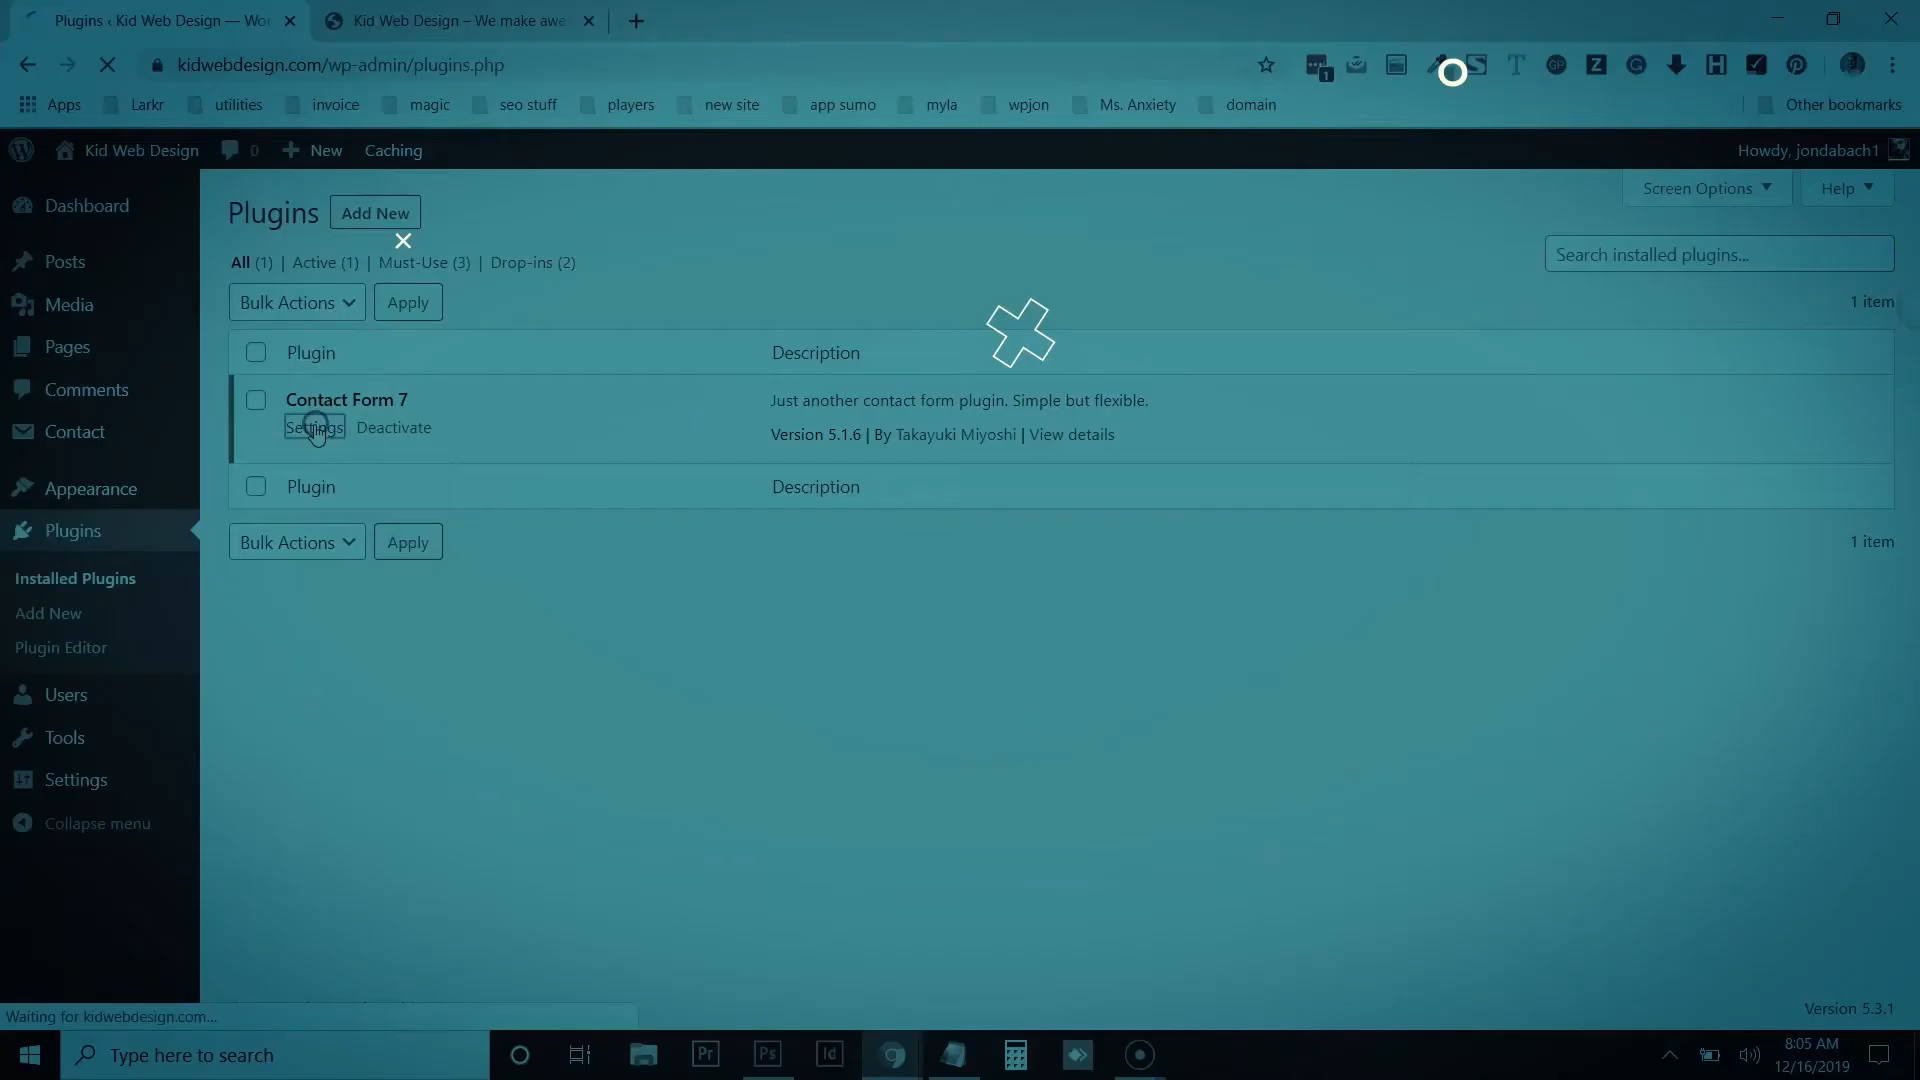 Plugins ‹ Kid Web Design — Wor
Kid Web Design – We make awe
kidwebdesign.com/wp-admin/plugins.php
1
T
GP
Z
G
H
Apps
Larkr
utilities
invoice
magic
seo stuff
players
new site
app sumo
myla
wpjon
Ms. Anxiety
domain
Other bookmarks
Kid Web Design
0
New
Caching
Howdy, jondabach1
Dashboard
Posts
Media
Pages
Comments
Contact
Appearance
Plugins
Installed Plugins
Add New
Plugin Editor
Users
Tools
Settings
Collapse menu
Screen Options
Help
Plugins
Add New
All (1) | Active (1) | Must-Use (3) | Drop-ins (2)
Search installed plugins...
Bulk Actions
Apply
1 item
Plugin
Description
Contact Form 7
Settings
Deactivate
Just another contact form plugin. Simple but flexible.
Version 5.1.6 | By Takayuki Miyoshi | View details
Plugin
Description
Bulk Actions
Apply
1 item
Version 5.3.1
Waiting for kidwebdesign.com...
Type here to search
Pr
Ps
Id
8:05 AM
12/16/2019